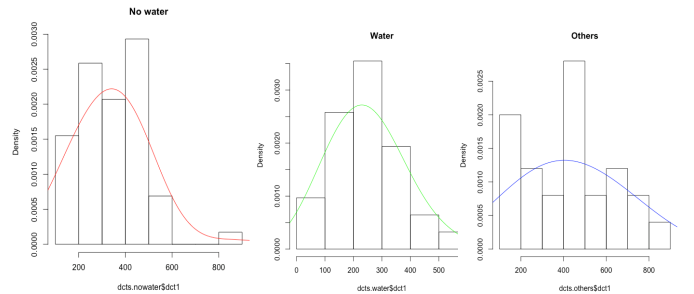 No water
Density
0.0000 0.0005 0.0010 0.0015 0.0020 0.0025 0.0030
200 400 600 800
dcts.nowater$dct1
Water
Density
0.000 0.0010 0.0020 0.0030
0 100 200 300 400 500
dcts.water$dct1
Others
Density
0.0000 0.0005 0.0010 0.0015 0.0020 0.0025
200 400 600 800
dcts.others$dct1